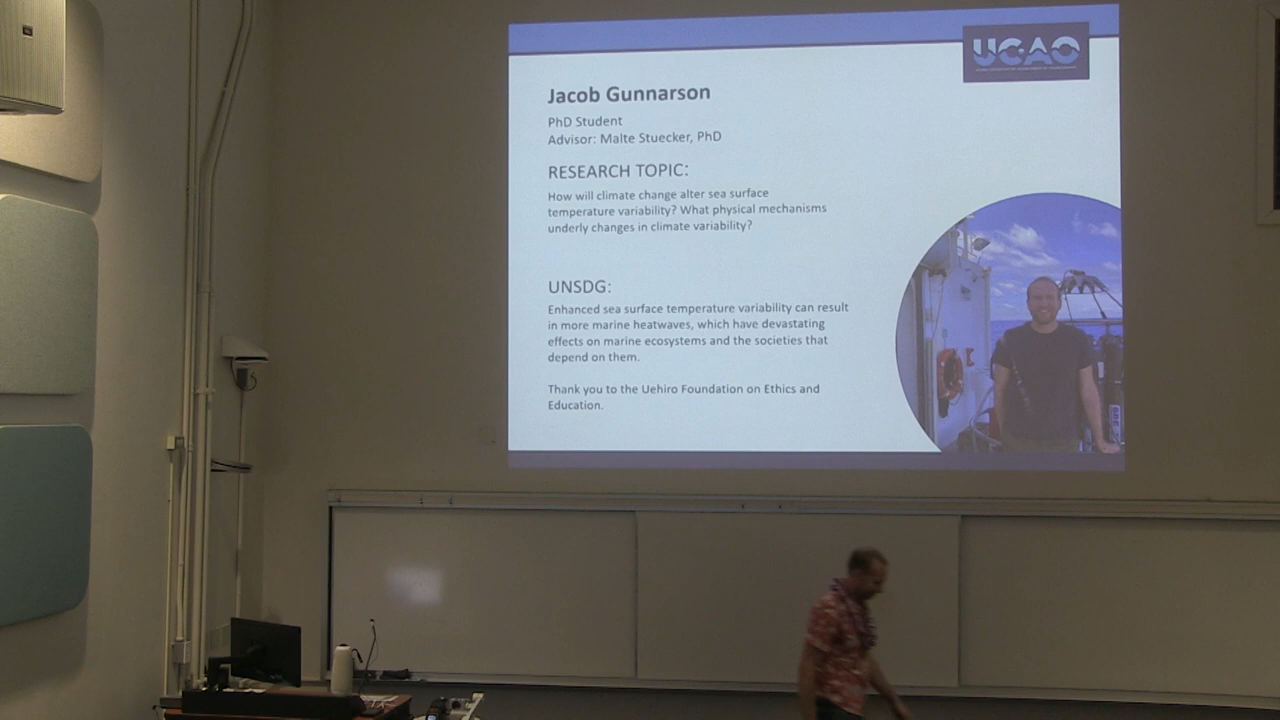 UCAO
Jacob Gunnarson
PhD Student
Advisor: Malte Stuecker, PhD
RESEARCH TOPIC:
How will climate change alter sea surface
temperature variability? What physical mechanisms
underly changes in climate variability?
UNSDG:
Enhanced sea surface temperature variability can result
in more marine heatwaves, which have devastating
effects on marine ecosystems and the societies that
depend on them.
Thank you to the Uehiro Foundation on Ethics and
Education.